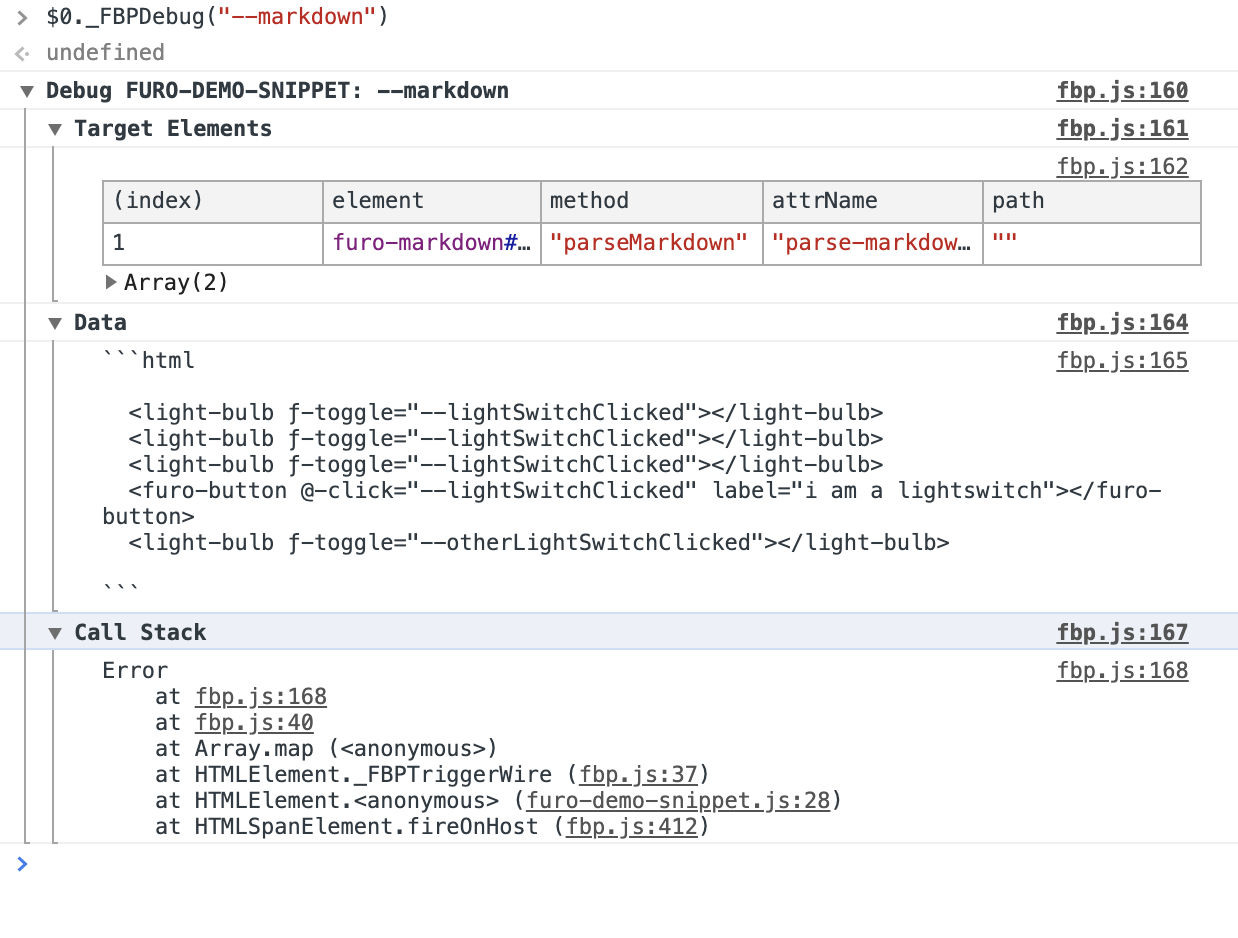 > $0._FBPDebug("--markdown")
undefined
Debug FURO-DEMO-SNIPPET: --markdown fbp.js:160
Target Elements fbp.js:161
fbp.js:162
(index) element method attrName path
1 furo-markdown#… "parseMarkdown" "parse-markdow… ""
Array(2)
Data fbp.js:164
```html fbp.js:165
<light-bulb ƒ-toggle="--lightSwitchClicked"></light-bulb>
<light-bulb ƒ-toggle="--lightSwitchClicked"></light-bulb>
<light-bulb ƒ-toggle="--lightSwitchClicked"></light-bulb>
<furo-button @-click="--lightSwitchClicked" label="i am a lightswitch"></furo-
button>
<light-bulb ƒ-toggle="--otherLightSwitchClicked"></light-bulb>
```
Call Stack fbp.js:167
Error fbp.js:168
at fbp.js:168
at fbp.js:40
at Array.map (<anonymous>)
at HTMLElement._FBPTriggerWire (fbp.js:37)
at HTMLElement.<anonymous> (furo-demo-snippet.js:28)
at HTMLSpanElement.fireOnHost (fbp.js:412)
>